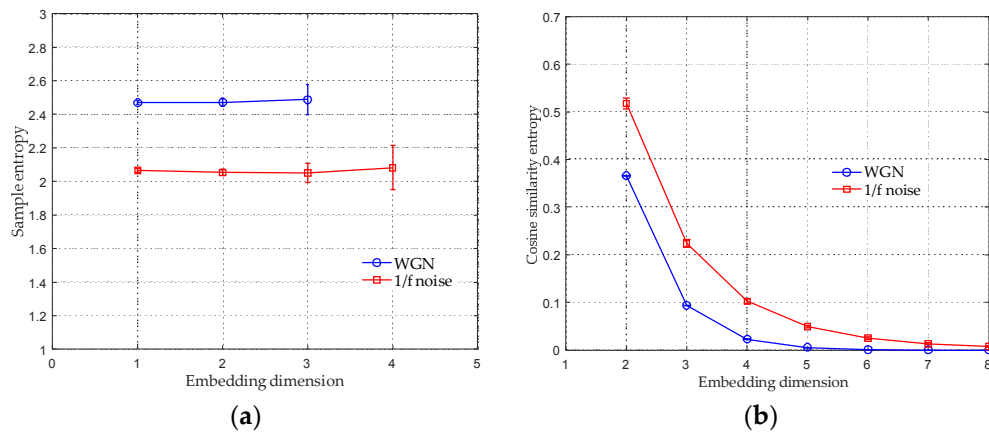 3
2.8
2.6
2.4
2.2
2
1.8
1.6
1.4
1.2
1
0 1 2 3 4 5
Sample entropy
Embedding dimension
WGN
1/f noise
(a)
0.7
0.6
0.5
0.4
0.3
0.2
0.1
0
1 2 3 4 5 6 7 8
Cosine similarity entropy
Embedding dimension
WGN
1/f noise
(b)